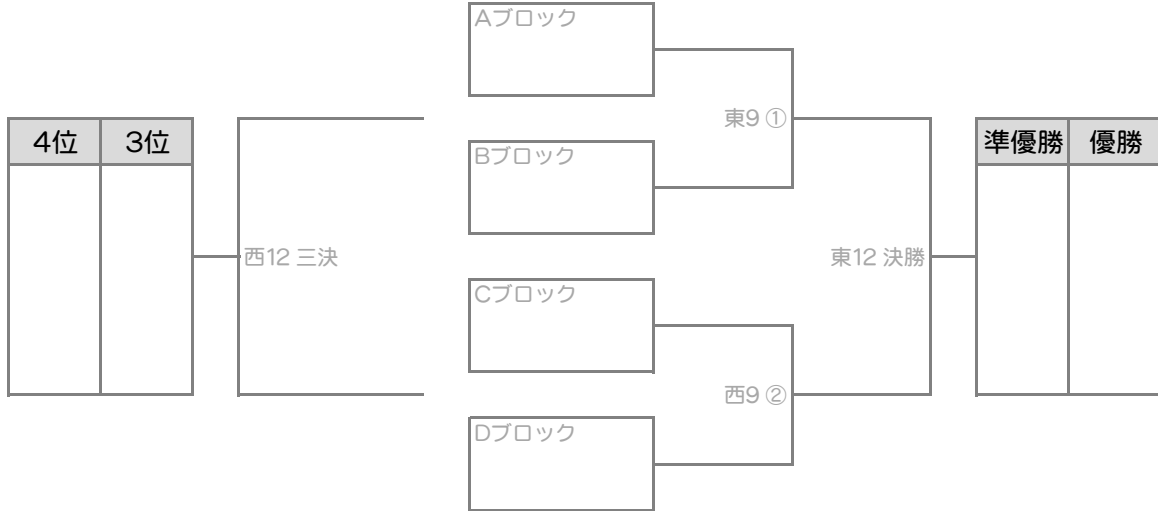 Aブロック
東9 ①
4位
3位
準優勝
優勝
Bブロック
西12 三決
東12 決勝
Cブロック
西9 ②
Dブロック